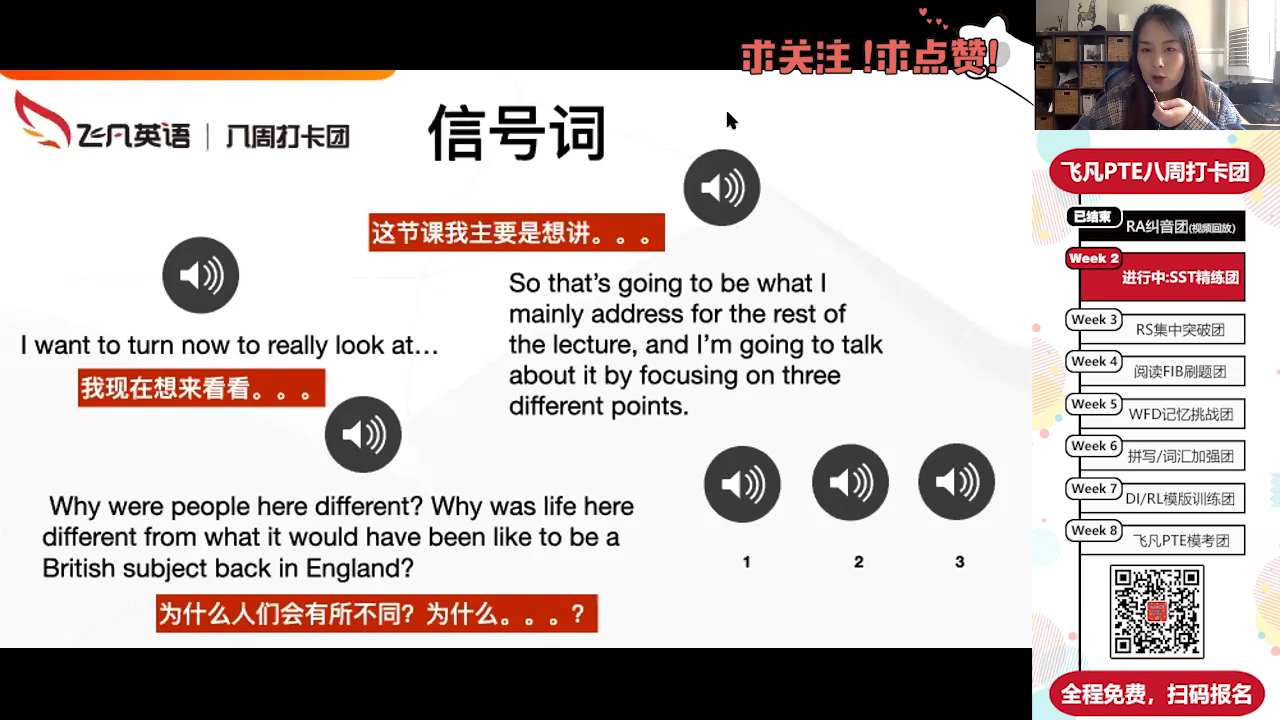 求关注!求点赞!
飞凡英语 | 八周打卡团
信号词
这节课我主要是想讲。。。
I want to turn now to really look at…
我现在想来看看。。。
So that’s going to be what I
mainly address for the rest of
the lecture, and I’m going to talk
about it by focusing on three
different points.
Why were people here different? Why was life here
different from what it would have been like to be a
British subject back in England?
为什么人们会有所不同？为什么。。。？
1
2
3
飞凡PTE八周打卡团
已结束
RA纠音团(视频回放)
Week 2
进行中:SST精练团
Week 3
RS集中突破团
Week 4
阅读FIB刷题团
Week 5
WFD记忆挑战团
Week 6
拼写/词汇加强团
Week 7
DI/RL模版训练团
Week 8
飞凡PTE模考团
全程免费，扫码报名